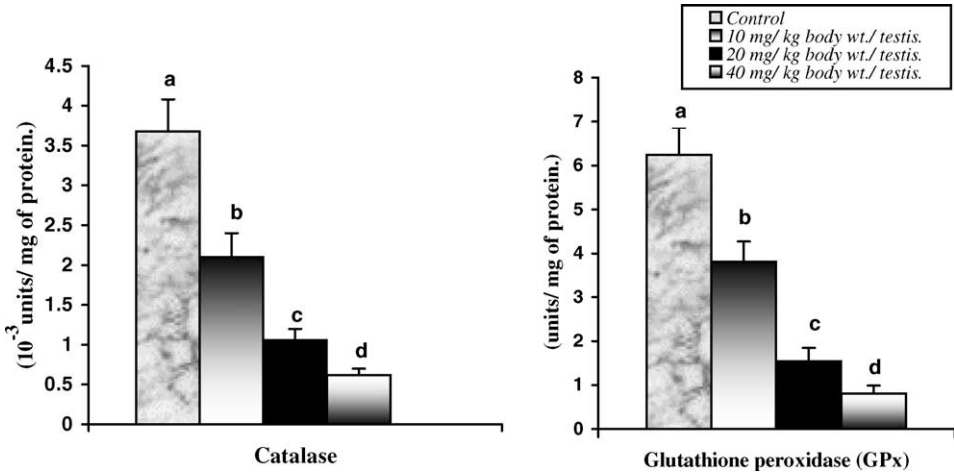 Control
10 mg/ kg body wt./ testis.
20 mg/ kg body wt./ testis.
40 mg/ kg body wt./ testis.
4.5
4
3.5
3
2.5
2
1.5
1
0.5
0
(10⁻³ units/ mg of protein.)
a
b
c
d
Catalase
8
7
6
5
4
3
2
1
0
(units/ mg of protein.)
a
b
c
d
Glutathione peroxidase (GPx)